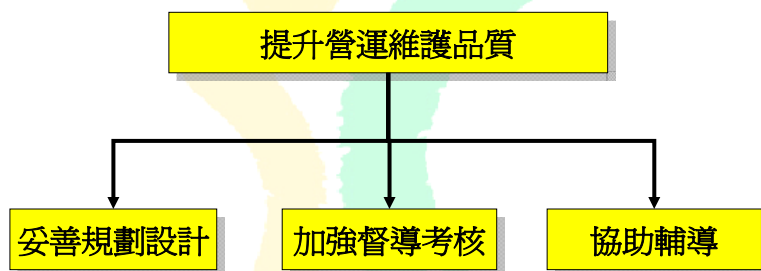 提升營運維護品質
妥善規劃設計
加強督導考核
協助輔導